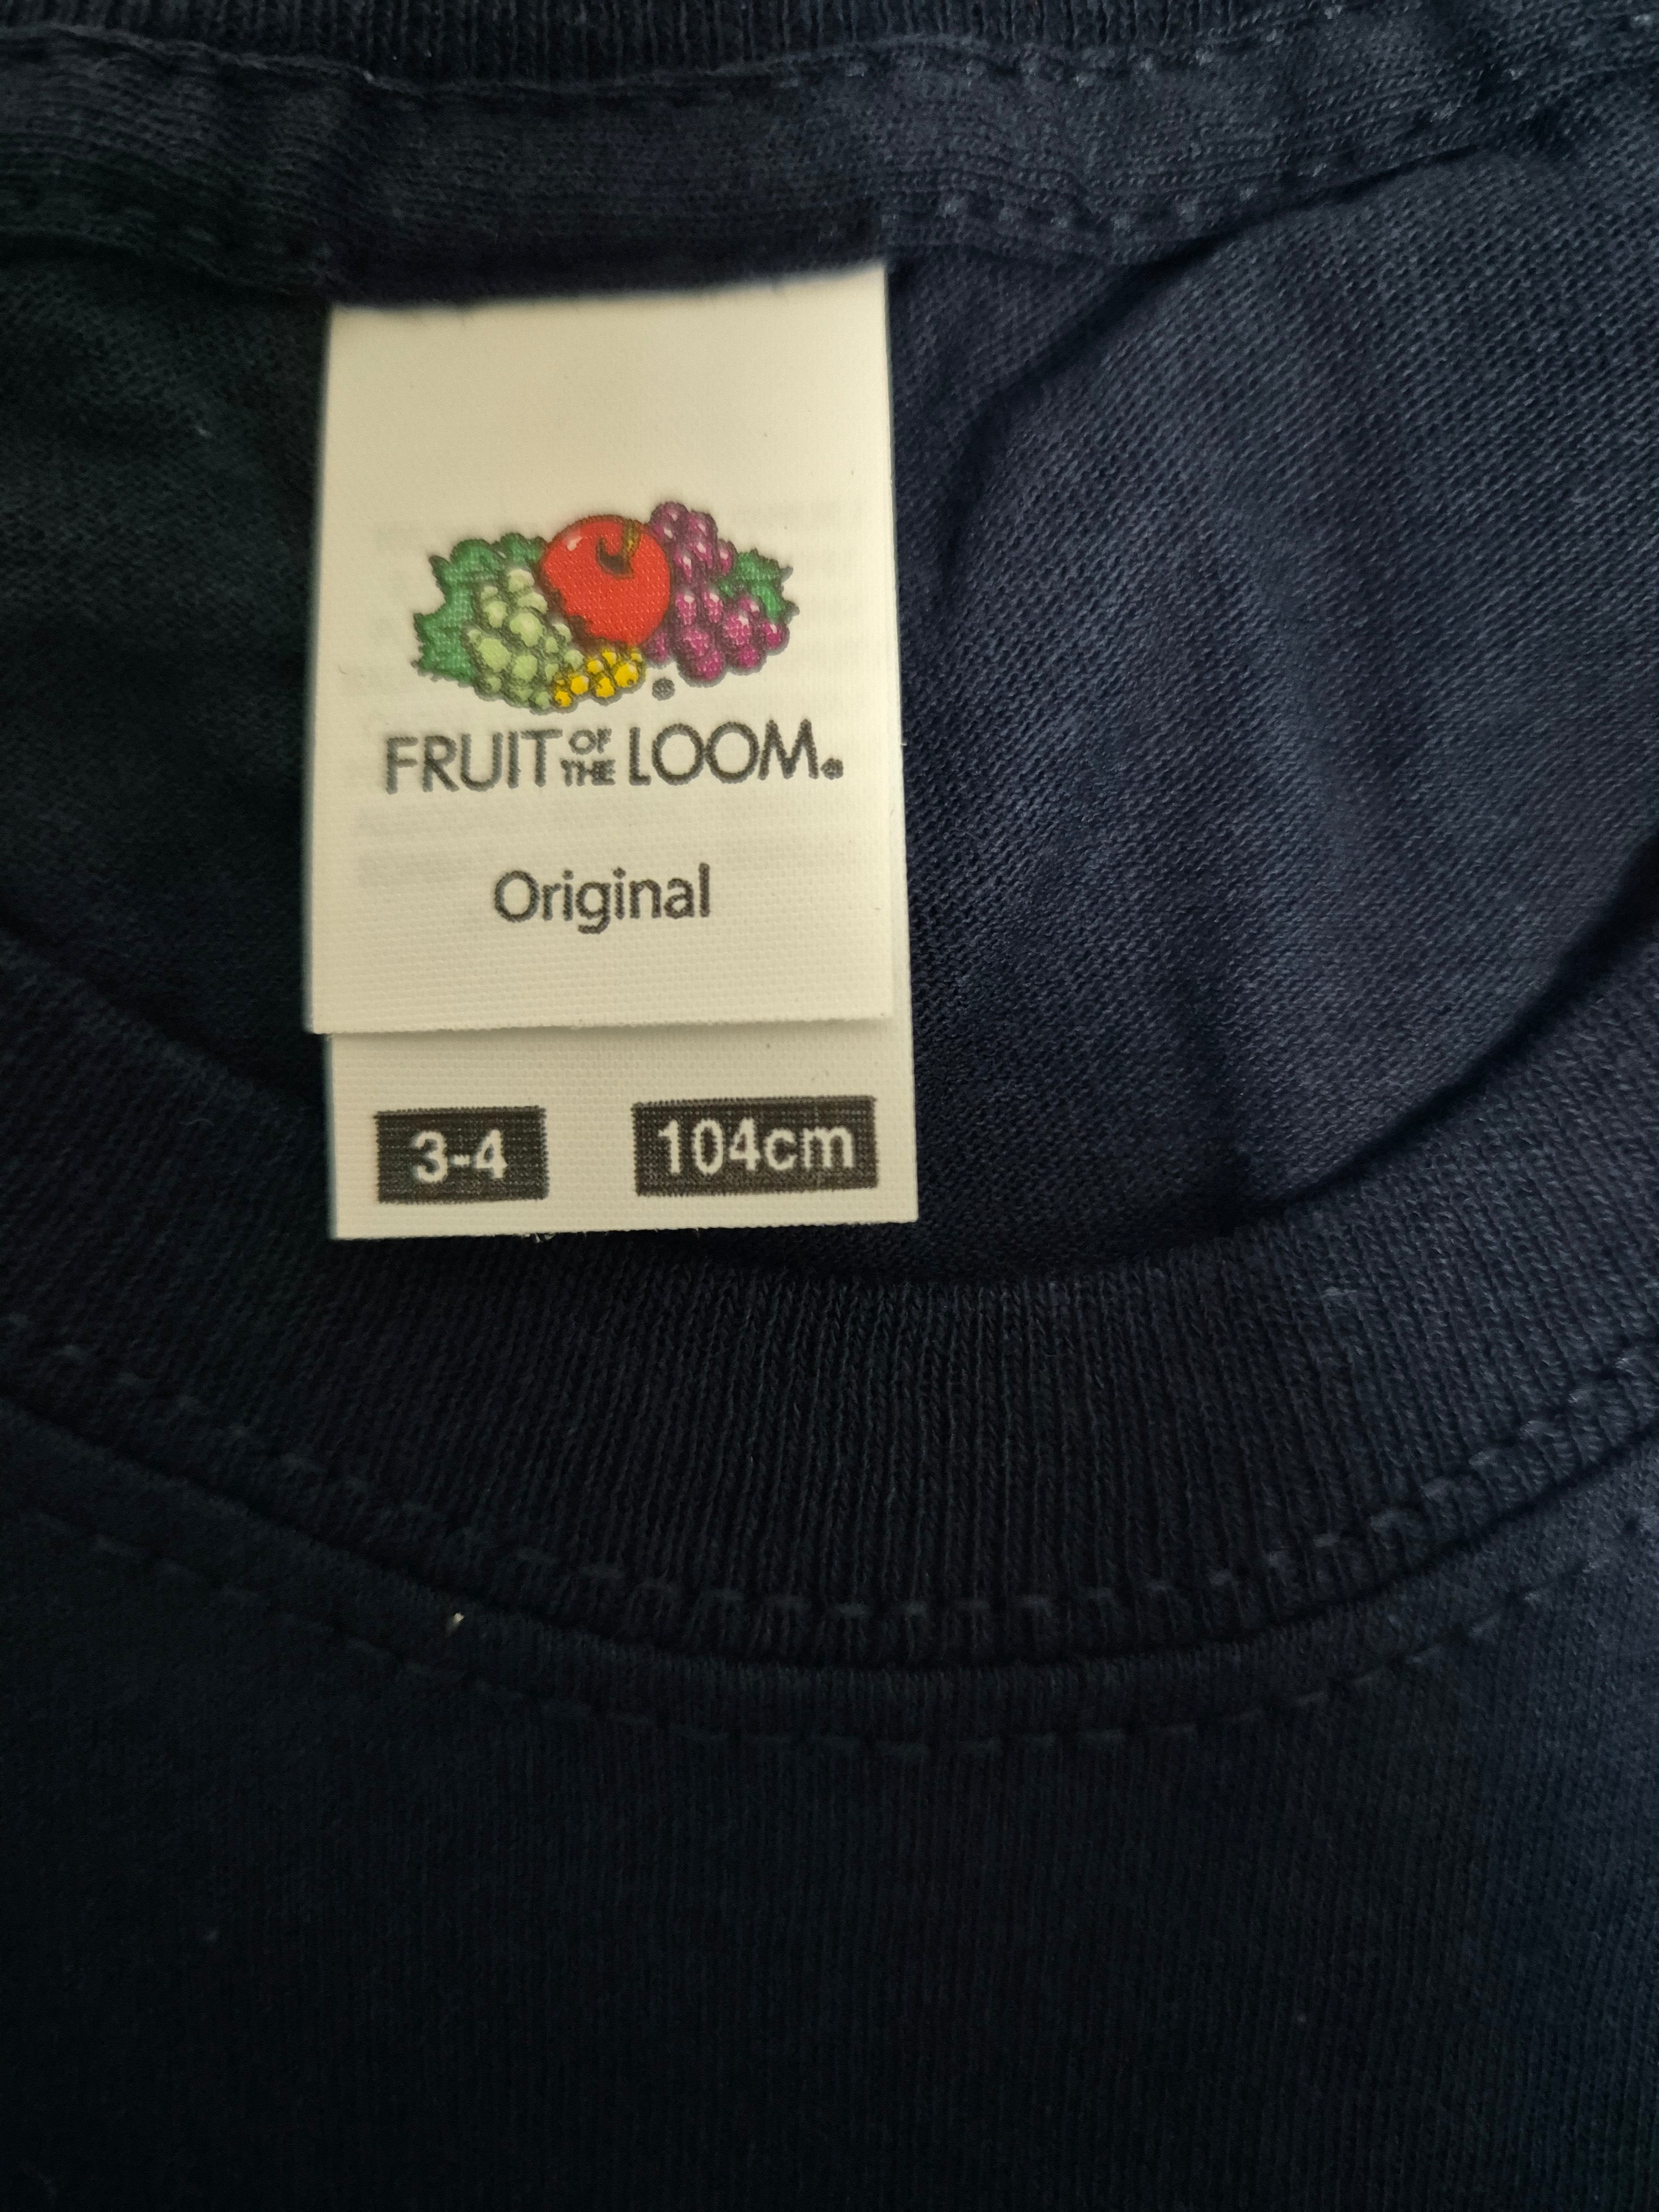 FRUIT OF THE LOOM®
Original
3-4 104cm